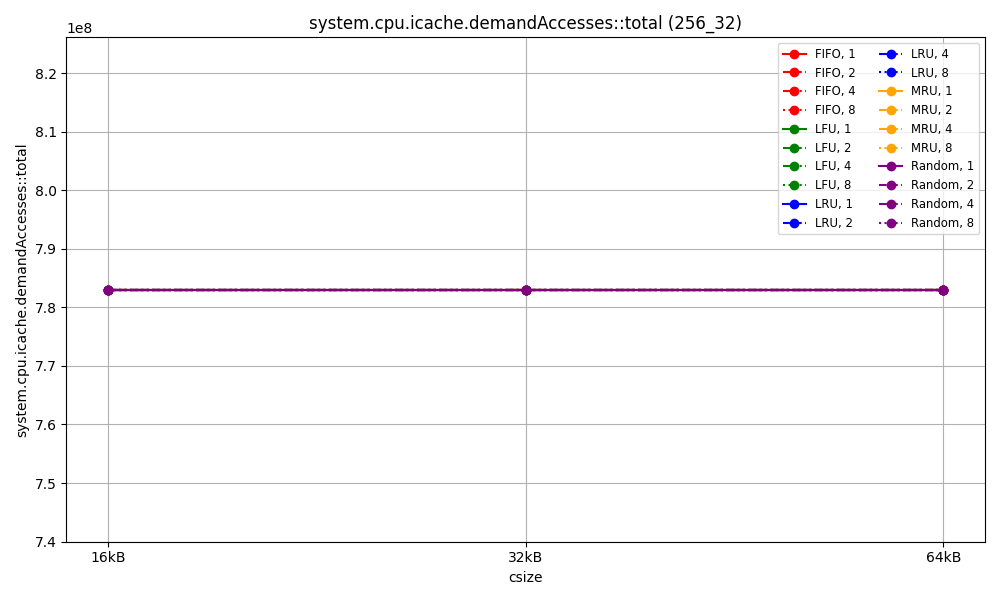 system.cpu.icache.demandAccesses::total (256_32)
1e8
8.2
8.1
8.0
7.9
7.8
7.7
7.6
7.5
7.4
system.cpu.icache.demandAccesses::total
FIFO, 1
FIFO, 2
FIFO, 4
FIFO, 8
LFU, 1
LFU, 2
LFU, 4
LFU, 8
LRU, 1
LRU, 2
LRU, 4
LRU, 8
MRU, 1
MRU, 2
MRU, 4
MRU, 8
Random, 1
Random, 2
Random, 4
Random, 8
16kB
32kB
64kB
csize